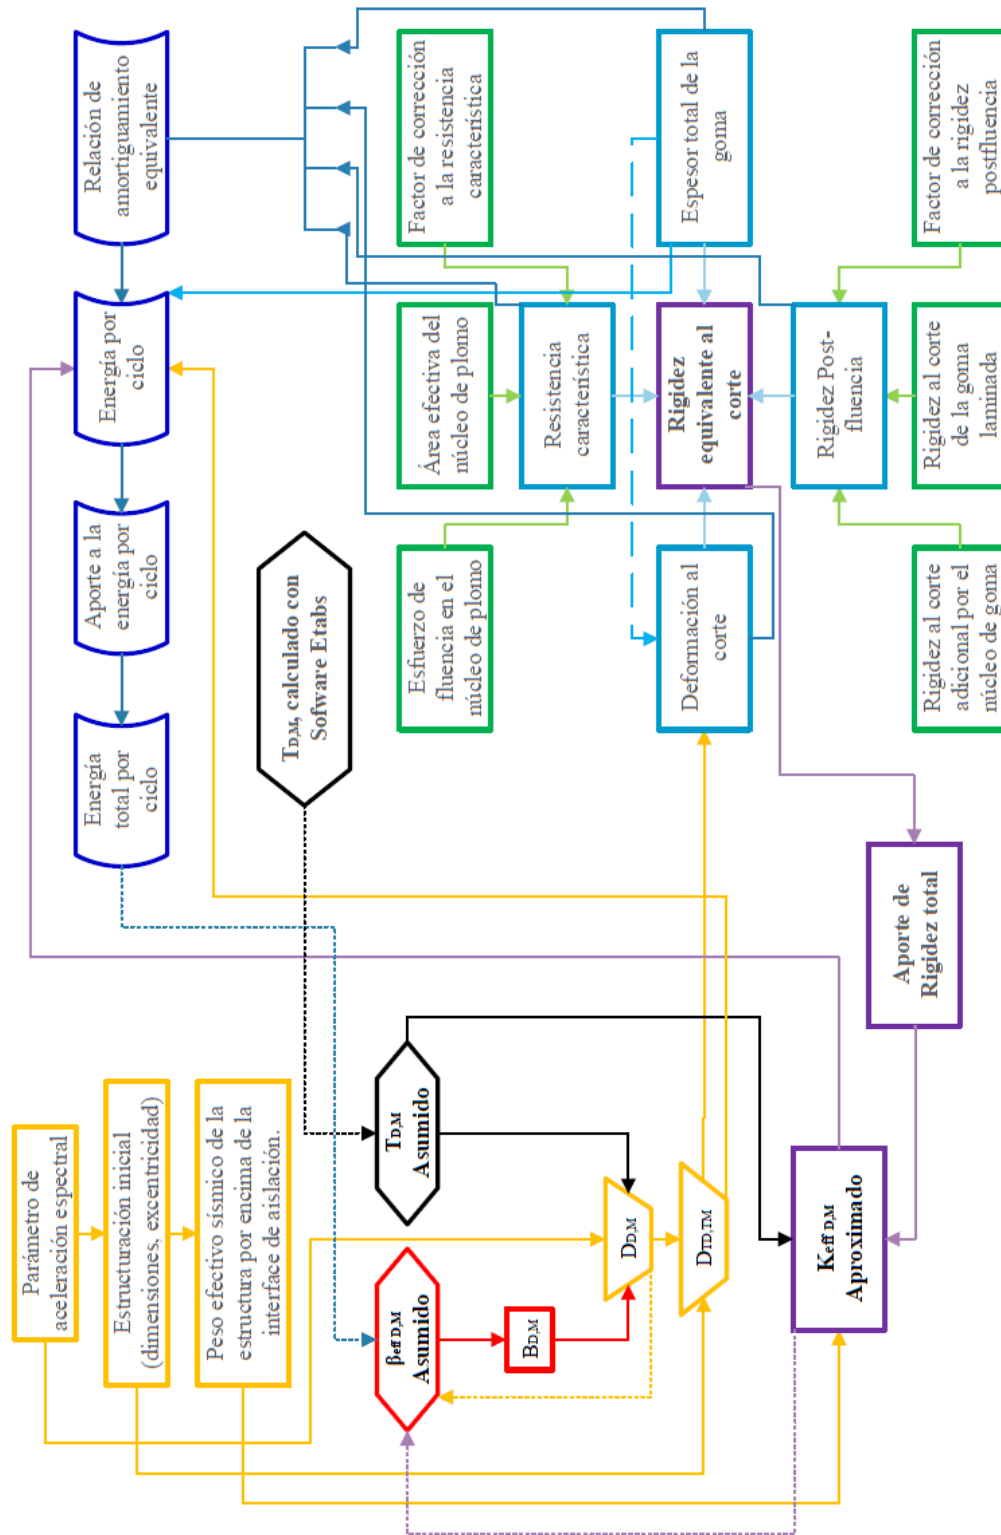 Parámetro de
aceleración espectral
Estructuración inicial
(dimensiones, excentricidad)
Peso efectivo sísmico de la
estructura por encima de la
interface de aislación.
βeff D,M
Asumido
TD,M
Asumido
BD,M
DD,M
DTD,TM
Keff D,M
Aproximado
Aporte de
Rigidez total
TD,M, calculado con
Sofware Etabs
Energía
total por
ciclo
Aporte a la
energía por
ciclo
Energía por
ciclo
Relación de
amortiguamiento
equivalente
Esfuerzo de
fluencia en el
núcleo de plomo
Área efectiva del
núcleo de plomo
Factor de corrección
a la resistencia
característica
Resistencia
característica
Deformación al
corte
Rigidez
equivalente al
corte
Espesor total de la
goma
Rigidez Post-
fluencia
Rigidez al corte
adicional por el
núcleo de goma
Rigidez al corte
de la goma
laminada
Factor de corrección
a la rigidez
postfluencia